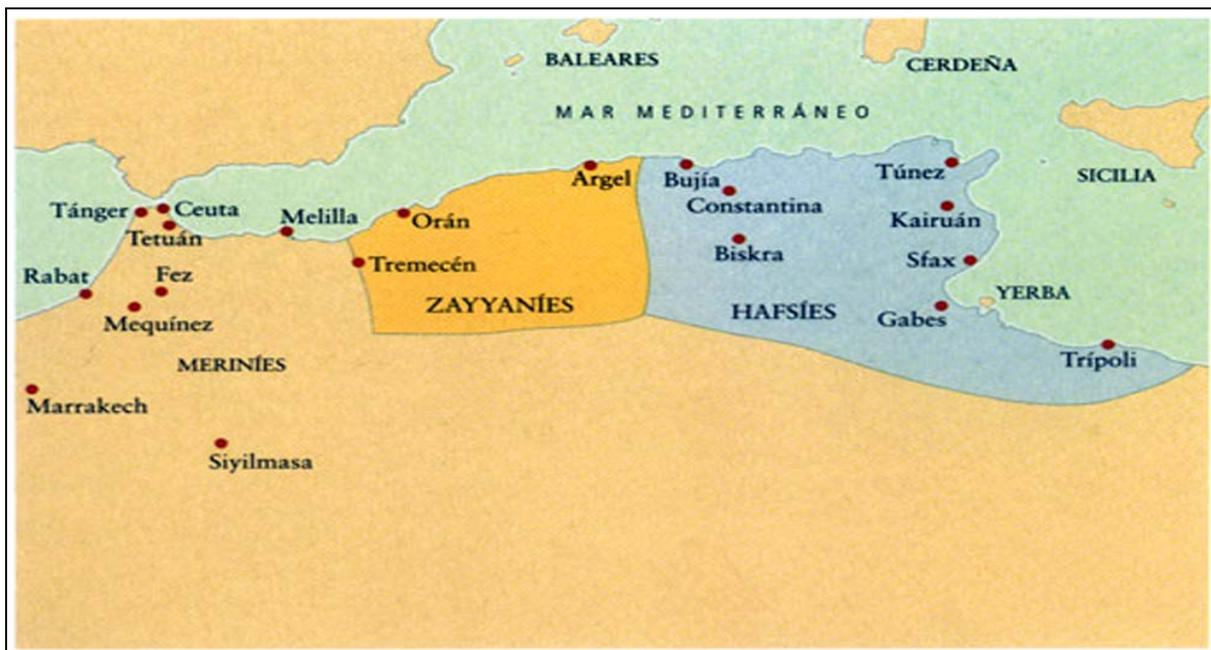 BALEARES
CERDEÑA
MAR MEDITERRÁNEO
Argel
Bujía
Túnez
SICILIA
Constantina
Tánger
Ceuta
Melilla
Orán
Kairuán
Tetuán
Biskra
Sfax
Tremecén
Rabat
Fez
YERBA
ZAYYANÍES
HAFSÍES
Gabes
Mequínez
Trípoli
MERINÍES
Marrakech
Siyilmasa